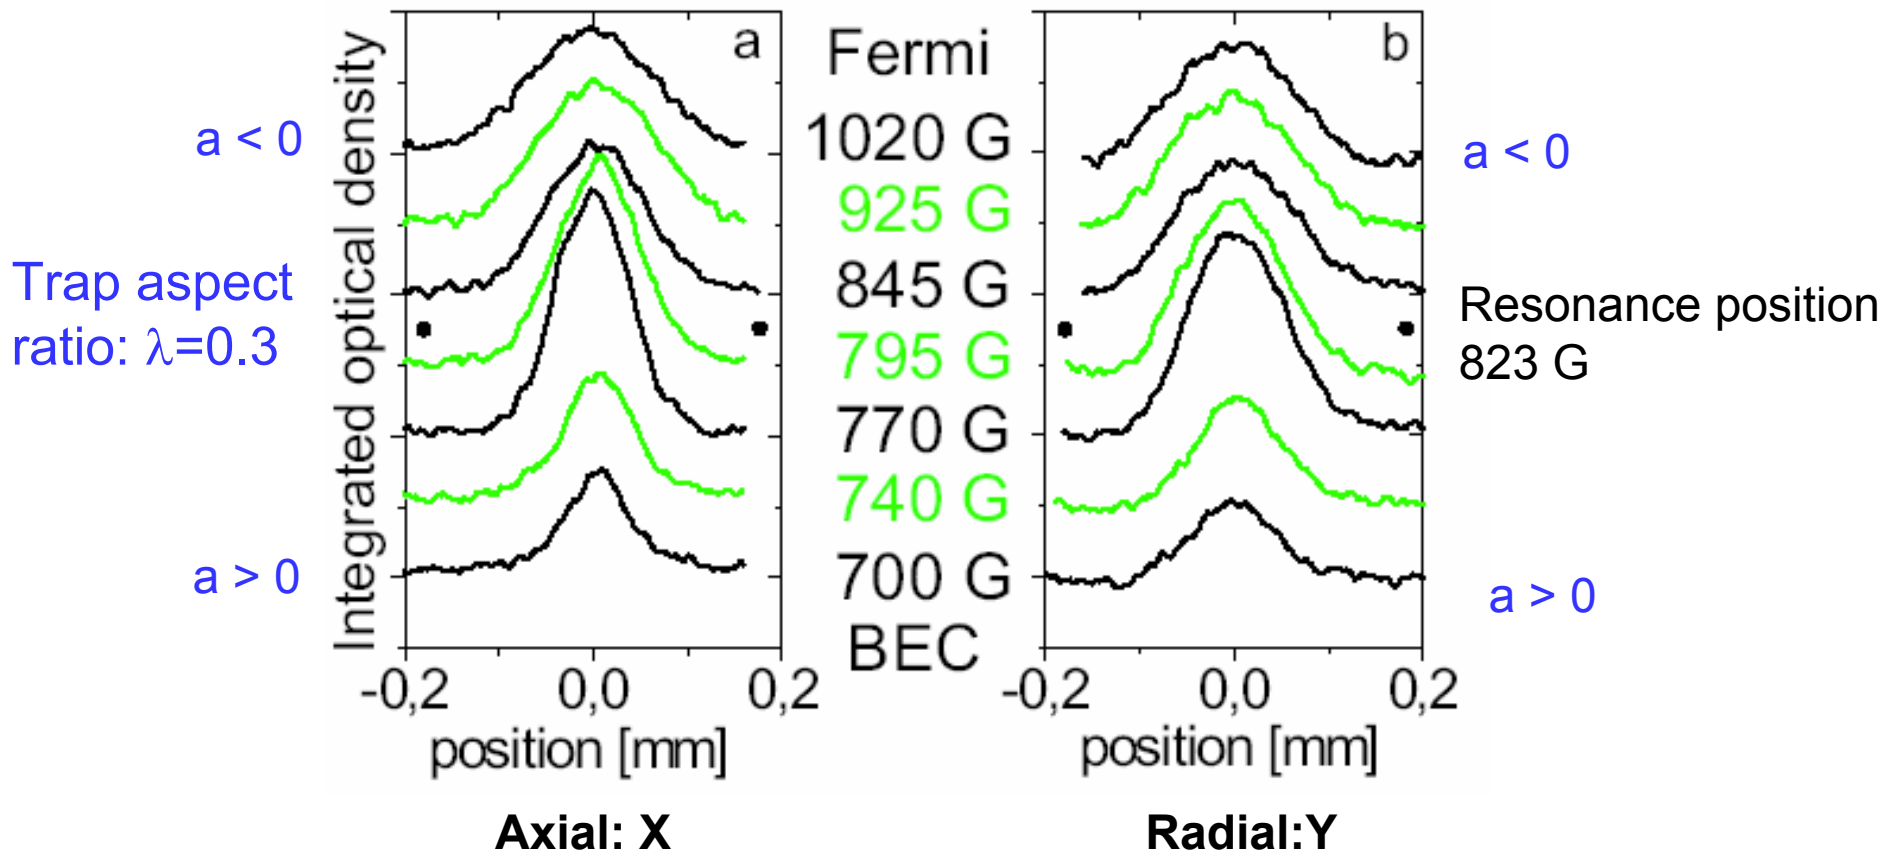 a
Fermi
b
Integrated optical density
a < 0
1020 G
a < 0
925 G
Trap aspect
ratio: λ=0.3
845 G
Resonance position
823 G
795 G
770 G
740 G
a > 0
700 G
a > 0
BEC
-0,2 0,0 0,2
-0,2 0,0 0,2
position [mm]
position [mm]
Axial: X
Radial:Y